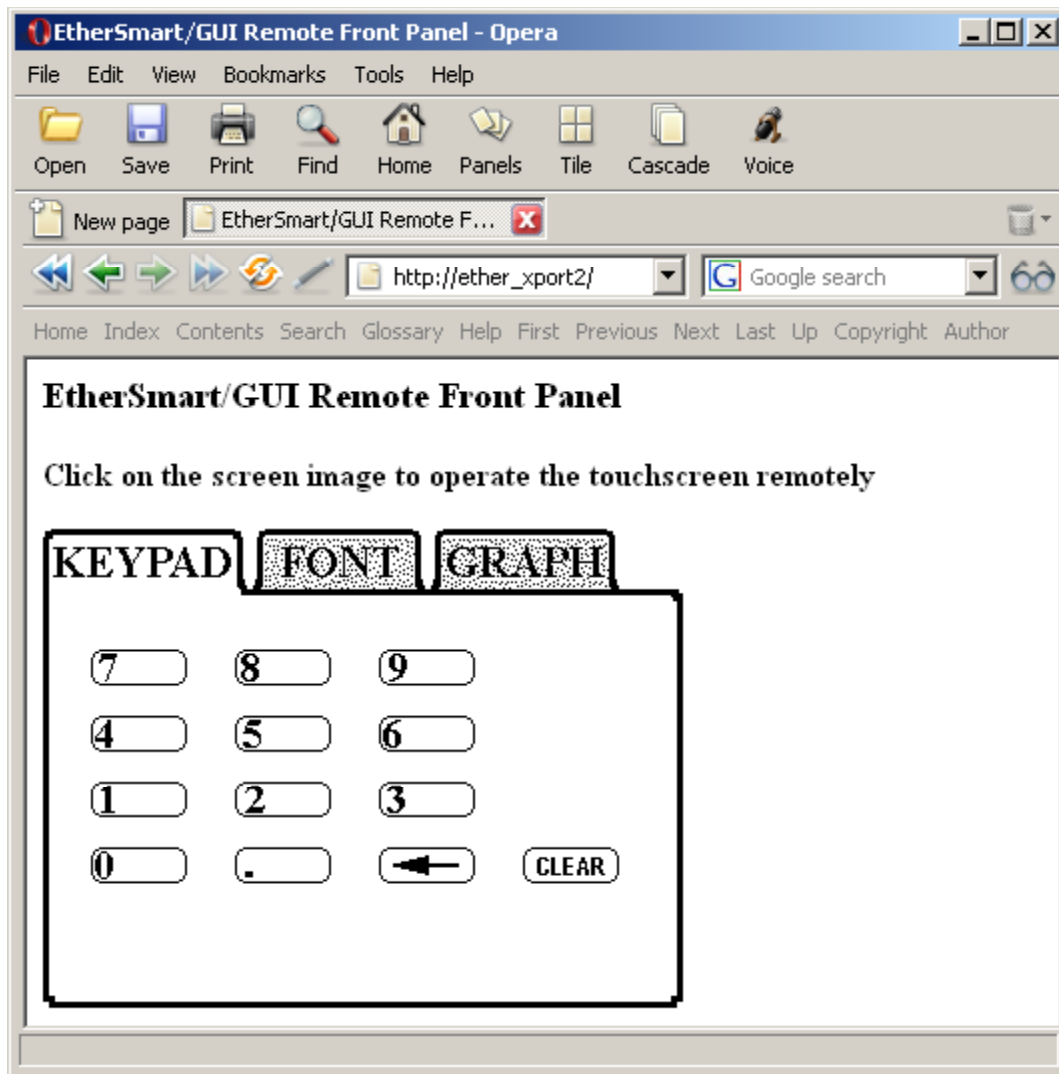 EtherSmart/GUI Remote Front Panel - Opera
File Edit View Bookmarks Tools Help
Open Save Print Find Home Panels Tile Cascade Voice
New page EtherSmart/GUI Remote F...
http://ether_xport2/ G Google search
Home Index Contents Search Glossary Help First Previous Next Last Up Copyright Author
EtherSmart/GUI Remote Front Panel
Click on the screen image to operate the touchscreen remotely
KEYPAD FONT GRAPH
7 8 9
4 5 6
1 2 3
0 . CLEAR